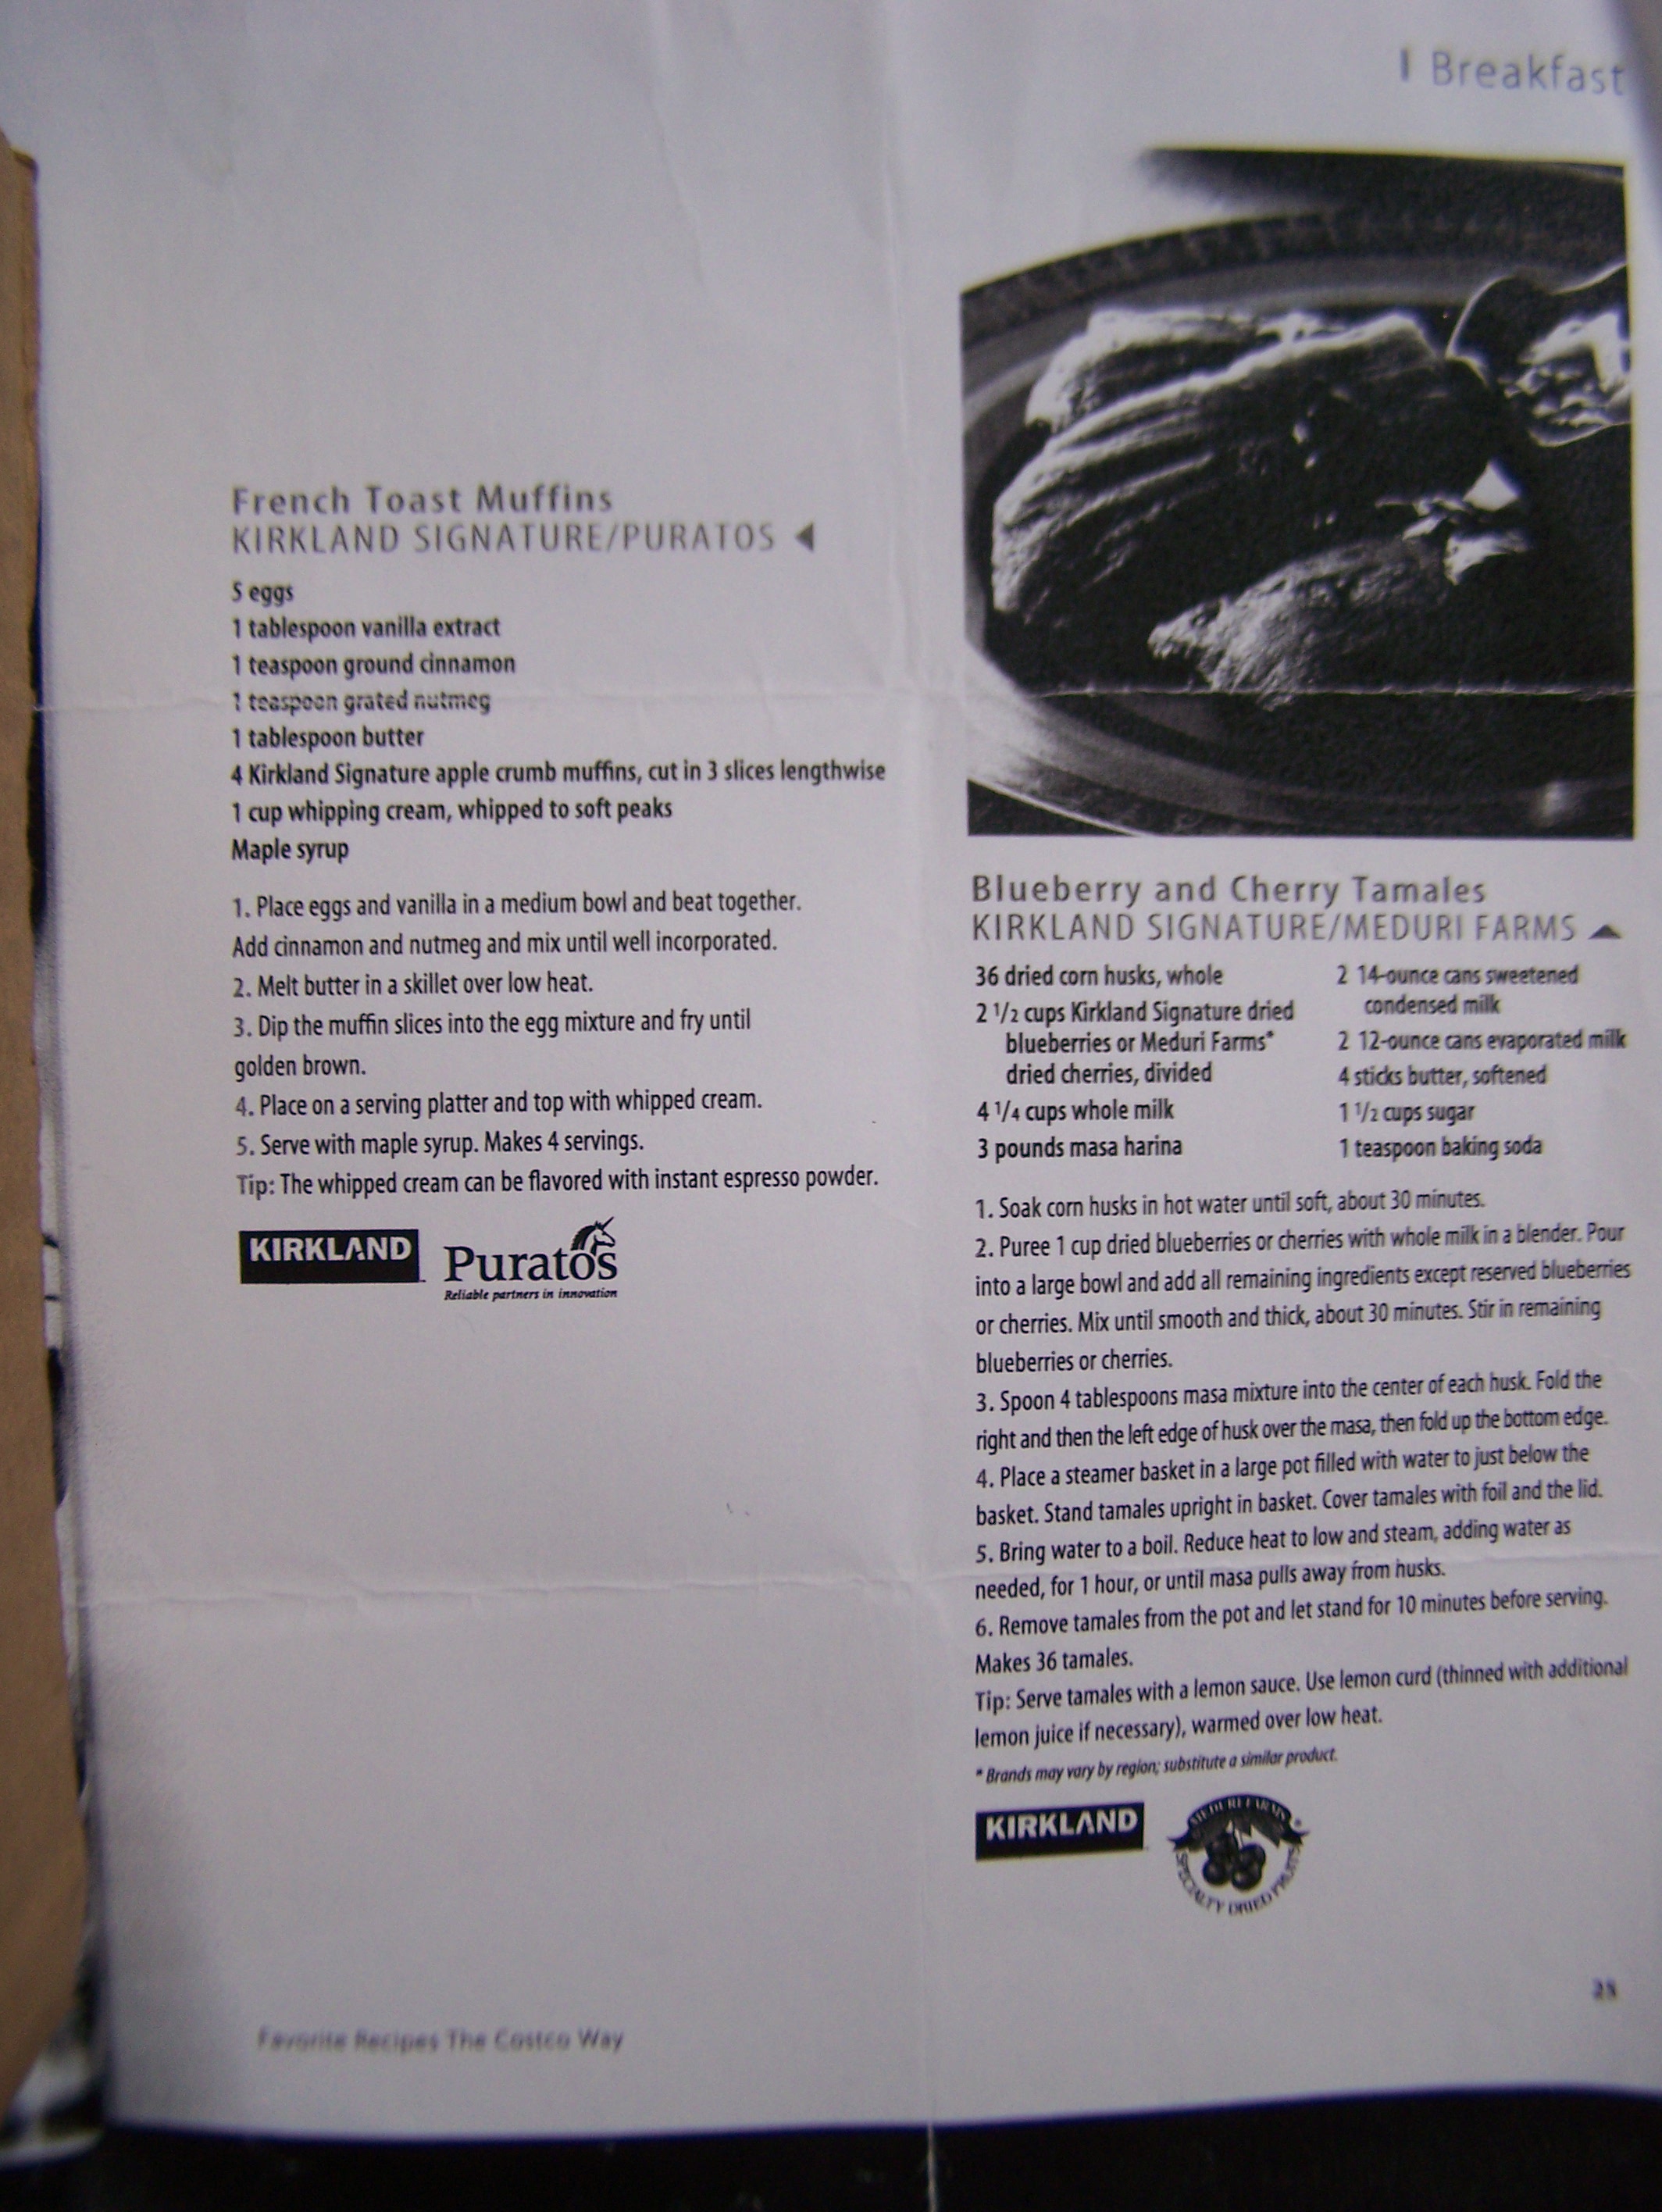 Breakfast
French Toast Muffins
KIRKLAND SIGNATURE/PURATOS
5 eggs
1 tablespoon vanilla extract
1 teaspoon ground cinnamon
1 teaspoon grated nutmeg
1 tablespoon butter
4 Kirkland Signature apple crumb muffins, cut in 3 slices lengthwise
1 cup whipping cream, whipped to soft peaks
Maple syrup
1. Place eggs and vanilla in a medium bowl and beat together.
Add cinnamon and nutmeg and mix until well incorporated.
2. Melt butter in a skillet over low heat.
3. Dip the muffin slices into the egg mixture and fry until
golden brown.
4. Place on a serving platter and top with whipped cream.
5. Serve with maple syrup. Makes 4 servings.
Tip: The whipped cream can be flavored with instant espresso powder.
KIRKLAND
Puratos
Reliable partners in innovation
Blueberry and Cherry Tamales
KIRKLAND SIGNATURE/MEDURI FARMS
36 dried corn husks, whole
2 1/2 cups Kirkland Signature dried
blueberries or Meduri Farms*
dried cherries, divided
4 1/4 cups whole milk
3 pounds masa harina
2 14-ounce cans sweetened
condensed milk
2 12-ounce cans evaporated milk
4 sticks butter, softened
1 1/2 cups sugar
1 teaspoon baking soda
1. Soak corn husks in hot water until soft, about 30 minutes.
2. Puree 1 cup dried blueberries or cherries with whole milk in a blender. Pour
into a large bowl and add all remaining ingredients except reserved blueberries
or cherries. Mix until smooth and thick, about 30 minutes. Stir in remaining
blueberries or cherries.
3. Spoon 4 tablespoons masa mixture into the center of each husk. Fold the
right and then the left edge of husk over the masa, then fold up the bottom edge.
4. Place a steamer basket in a large pot filled with water to just below the
basket. Stand tamales upright in basket. Cover tamales with foil and the lid.
5. Bring water to a boil. Reduce heat to low and steam, adding water as
needed, for 1 hour, or until masa pulls away from husks.
6. Remove tamales from the pot and let stand for 10 minutes before serving.
Makes 36 tamales.
Tip: Serve tamales with a lemon sauce. Use lemon curd (thinned with additional
lemon juice if necessary), warmed over low heat.
* Brands may vary by region; substitute a similar product.
KIRKLAND
MEDURI FARMS
SPECIALTY DRIED FRUITS
Favorite Recipes The Costco Way